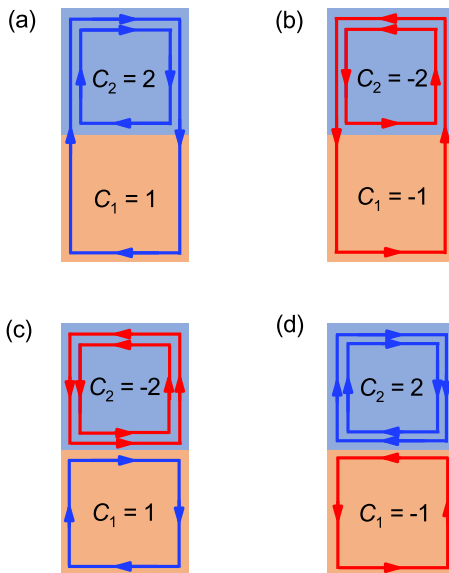 (a)
(b)
C₂ = 2
C₂ = -2
C₁ = 1
C₁ = -1
(c)
(d)
C₂ = -2
C₂ = 2
C₁ = 1
C₁ = -1